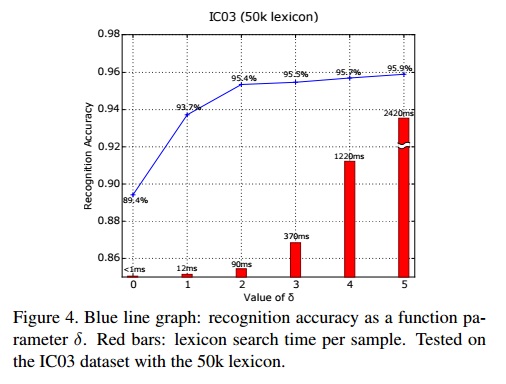 IC03 (50k lexicon)
0.98
0.96
0.94
0.92
0.90
0.88
0.86
Recognition Accuracy
89.4%
93.7%
95.4%
95.5%
95.7%
95.9%
<1ms
12ms
90ms
370ms
1220ms
2420ms
0 1 2 3 4 5
Value of δ
Figure 4. Blue line graph: recognition accuracy as a function pa-
rameter δ. Red bars: lexicon search time per sample. Tested on
the IC03 dataset with the 50k lexicon.